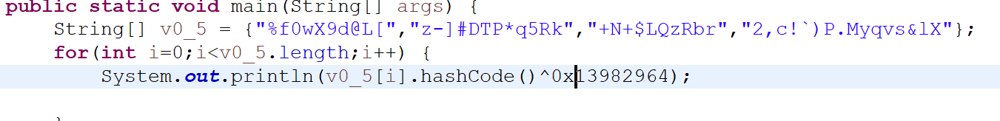 public static void main(String[] args) {
String[] v0_5 = {"%f0wX9d@L[","z-]#DTP*q5Rk","+N+$LQzRbr","2,c!`)P.Myqvs&lX"};
for(int i=0;i<v0_5.length;i++) {
System.out.println(v0_5[i].hashCode()^0x13982964);
}